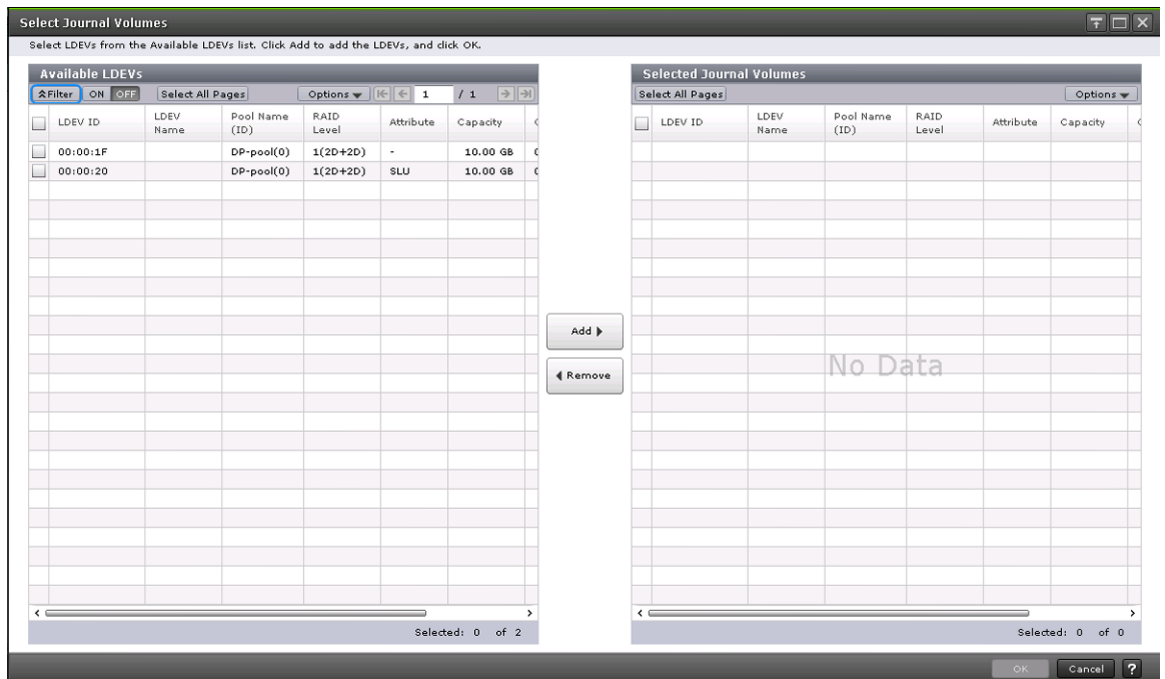 Select Journal Volumes
Select LDEVs from the Available LDEVs list. Click Add to add the LDEVs, and click OK.
Available LDEVs
Filter ON OFF Select All Pages Options 1 / 1
LDEV ID LDEV Name Pool Name (ID) RAID Level Attribute Capacity
00:00:1F DP-pool(0) 1(2D+2D) - 10.00 GB
00:00:20 DP-pool(0) 1(2D+2D) SLU 10.00 GB
Selected: 0 of 2
Add
Remove
Selected Journal Volumes
Select All Pages Options
LDEV ID LDEV Name Pool Name (ID) RAID Level Attribute Capacity
No Data
Selected: 0 of 0
OK Cancel ?